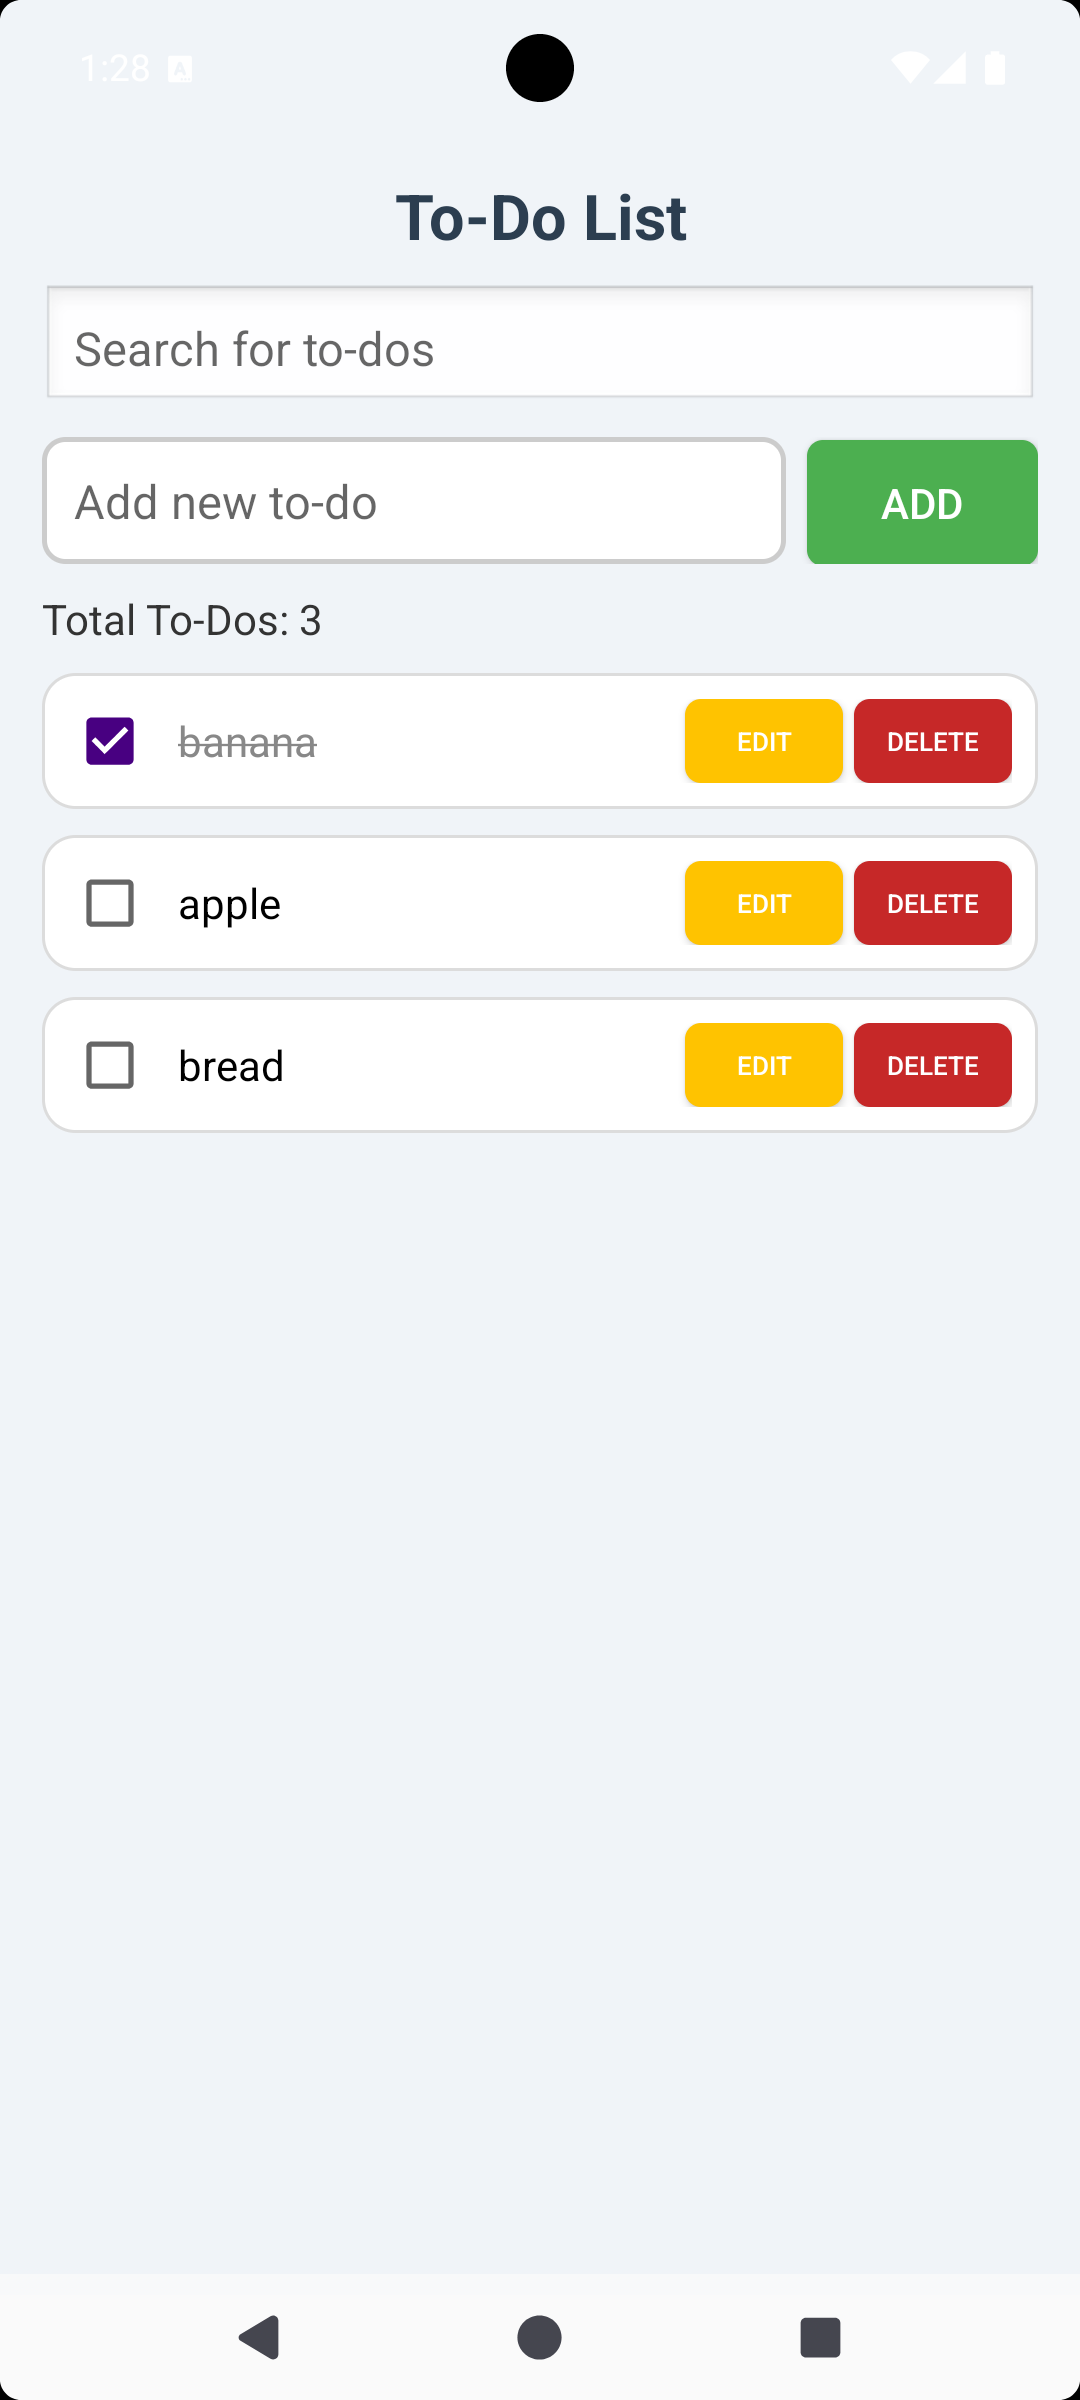 1:28 A
To-Do List
Search for to-dos
Add new to-do ADD
Total To-Dos: 3
banana EDIT DELETE
apple EDIT DELETE
bread EDIT DELETE